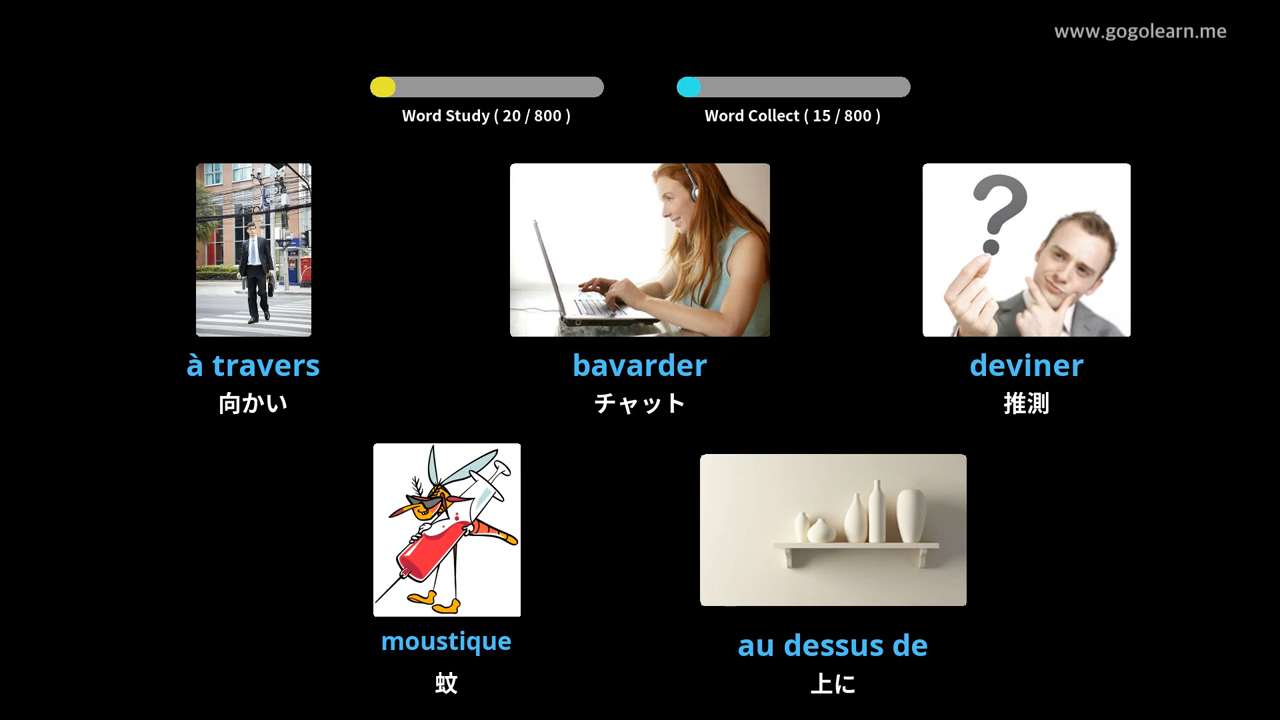 www.gogolearn.me
Word Study ( 20 / 800 )
Word Collect ( 15 / 800 )
à travers
向かい
bavarder
チャット
deviner
推測
moustique
蚊
au dessus de
上に